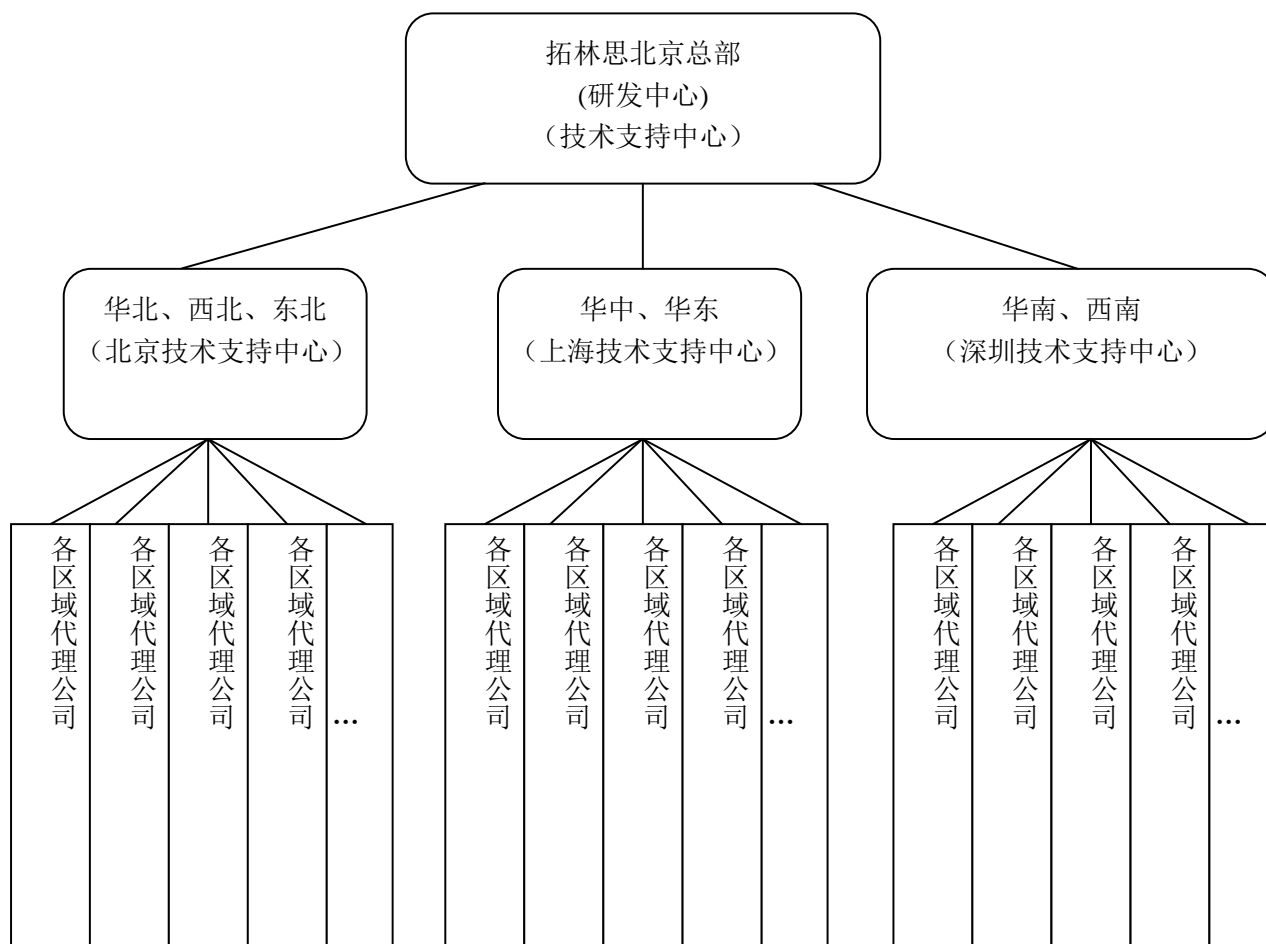 拓林思北京总部
(研发中心)
（技术支持中心）
华北、西北、东北
（北京技术支持中心）
华中、华东
（上海技术支持中心）
华南、西南
（深圳技术支持中心）
各区域代理公司
各区域代理公司
各区域代理公司
各区域代理公司
...
各区域代理公司
各区域代理公司
各区域代理公司
各区域代理公司
...
各区域代理公司
各区域代理公司
各区域代理公司
各区域代理公司
...